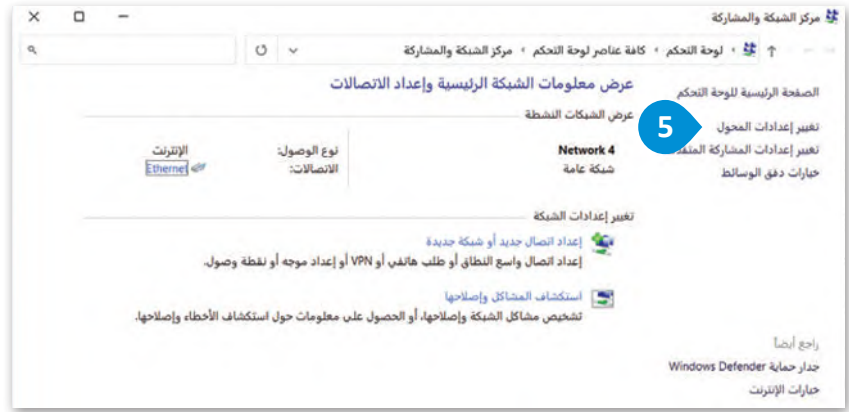 مركز الشبكة والمشاركة
لوحة التحكم › كافة عناصر لوحة التحكم › مركز الشبكة والمشاركة
الصفحة الرئيسية للوحة التحكم
تغيير إعدادات المحول
5
تغيير إعدادات المشاركة
خيارات دفق الوسائط
عرض معلومات الشبكة الرئيسية وإعداد الاتصالات
عرض الشبكات النشطة
Network 4
شبكة عامة
نوع الوصول: الإنترنت
الاتصالات: Ethernet
تغيير إعدادات الشبكة
إعداد اتصال جديد أو شبكة جديدة
إعداد اتصال واسع النطاق أو طلب هاتفي أو VPN أو إعداد موجه أو نقطة وصول.
استكشاف المشاكل وإصلاحها
تشخيص مشاكل الشبكة وإصلاحها، أو الحصول على معلومات حول استكشاف الأخطاء وإصلاحها.
راجع أيضاً
جدار حماية Windows Defender
خيارات الإنترنت